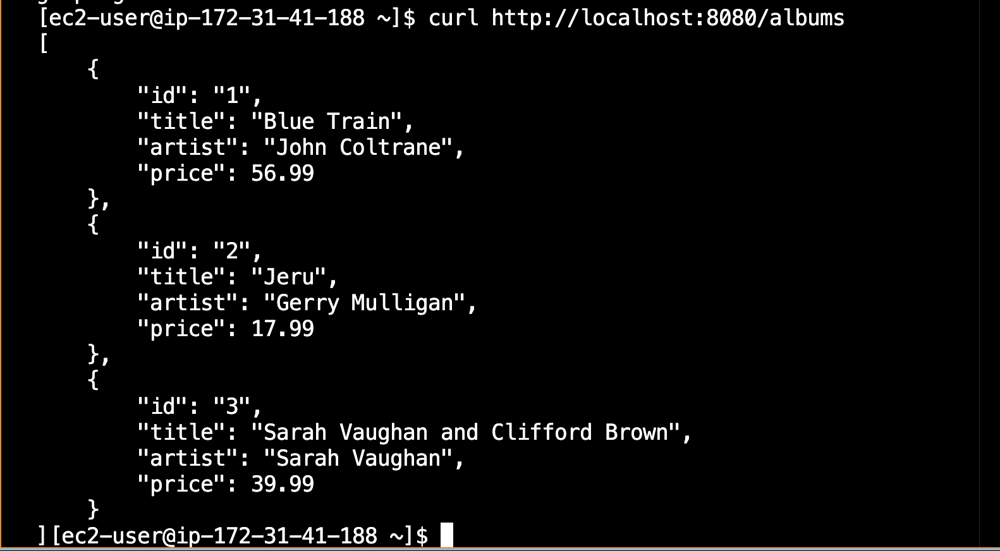 [ec2-user@ip-172-31-41-188 ~]$ curl http://localhost:8080/albums
[
    {
        "id": "1",
        "title": "Blue Train",
        "artist": "John Coltrane",
        "price": 56.99
    },
    {
        "id": "2",
        "title": "Jeru",
        "artist": "Gerry Mulligan",
        "price": 17.99
    },
    {
        "id": "3",
        "title": "Sarah Vaughan and Clifford Brown",
        "artist": "Sarah Vaughan",
        "price": 39.99
    }
][ec2-user@ip-172-31-41-188 ~]$